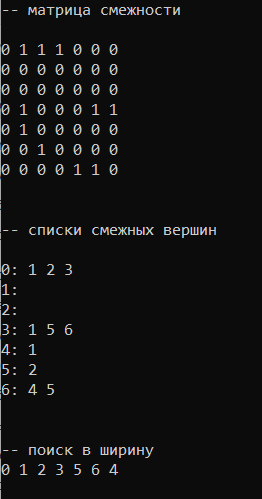 -- матрица смежности
0 1 1 1 0 0 0
0 0 0 0 0 0 0
0 0 0 0 0 0 0
0 1 0 0 0 1 1
0 1 0 0 0 0 0
0 0 1 0 0 0 0
0 0 0 0 1 1 0
-- списки смежных вершин
0: 1 2 3
1:
2:
3: 1 5 6
4: 1
5: 2
6: 4 5
-- поиск в ширину
0 1 2 3 5 6 4